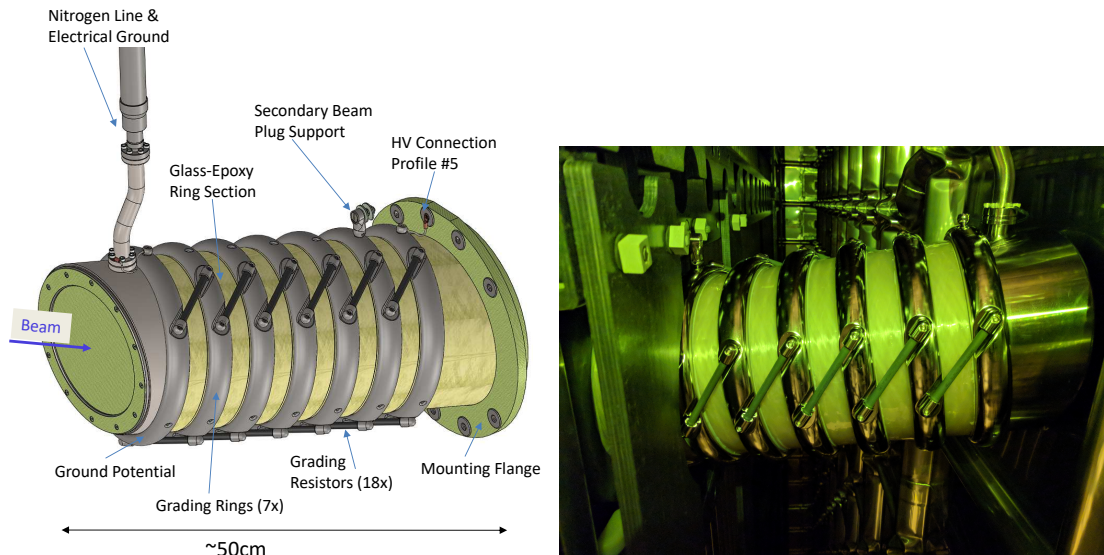 Nitrogen Line &
Electrical Ground
Secondary Beam
Plug Support
HV Connection
Profile #5
Glass-Epoxy
Ring Section
Beam
Ground Potential
Grading Rings (7x)
Grading
Resistors (18x)
Mounting Flange
~50cm